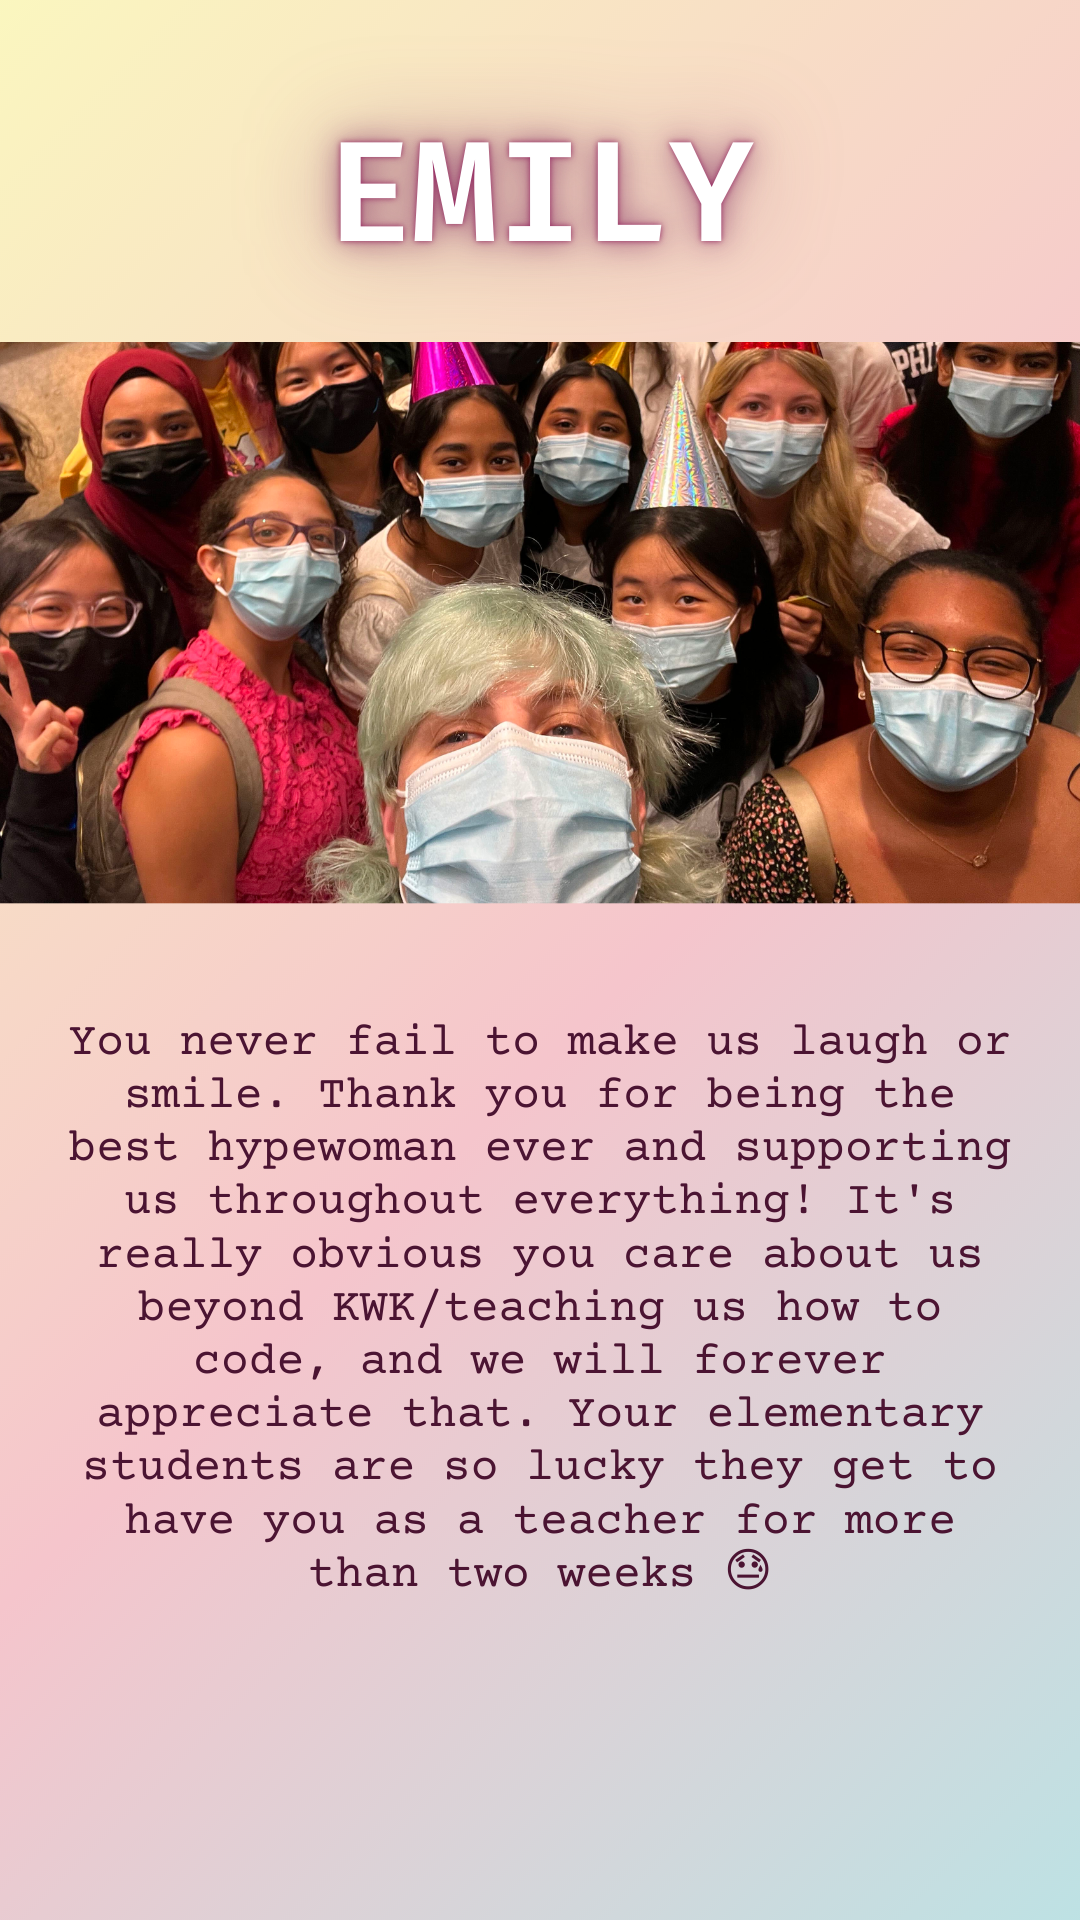 EMILY
PHI
You never fail to make us laugh or
smile. Thank you for being the
best hypewoman ever and supporting
us throughout everything! It's
really obvious you care about us
beyond KWK/teaching us how to
code, and we will forever
appreciate that. Your elementary
students are so lucky they get to
have you as a teacher for more
than two weeks 😓